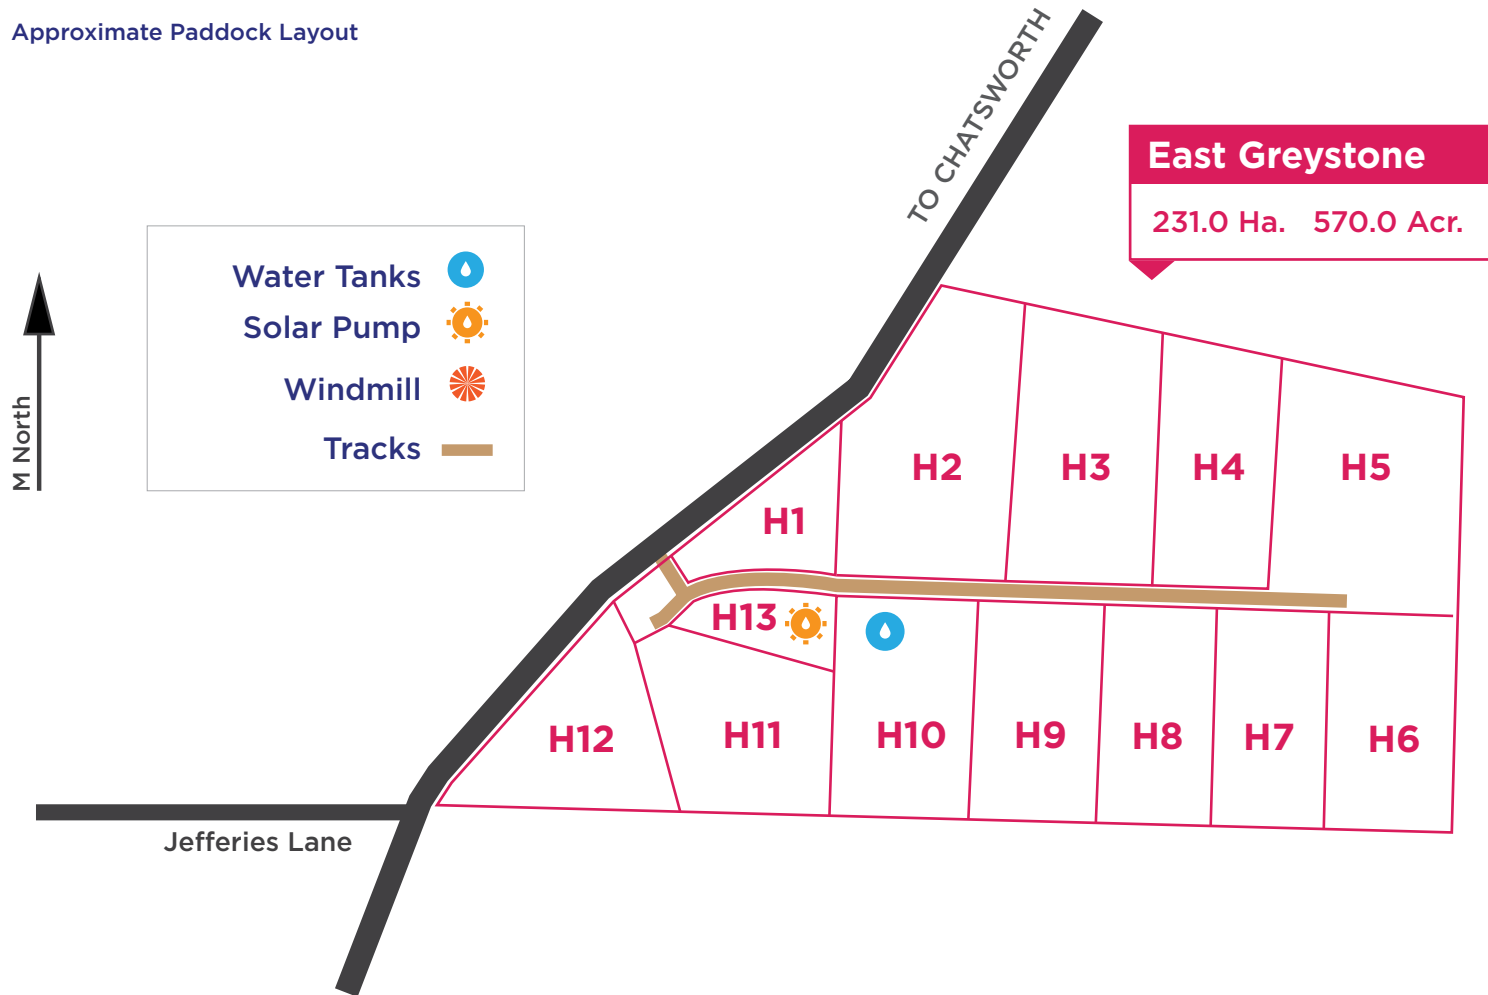 Approximate Paddock Layout
TO CHATSWORTH
East Greystone
231.0 Ha. 570.0 Acr.
Water Tanks
Solar Pump
Windmill
Tracks
M North
H2
H3
H4
H5
H1
H13
H12
H11
H10
H9
H8
H7
H6
Jefferies Lane